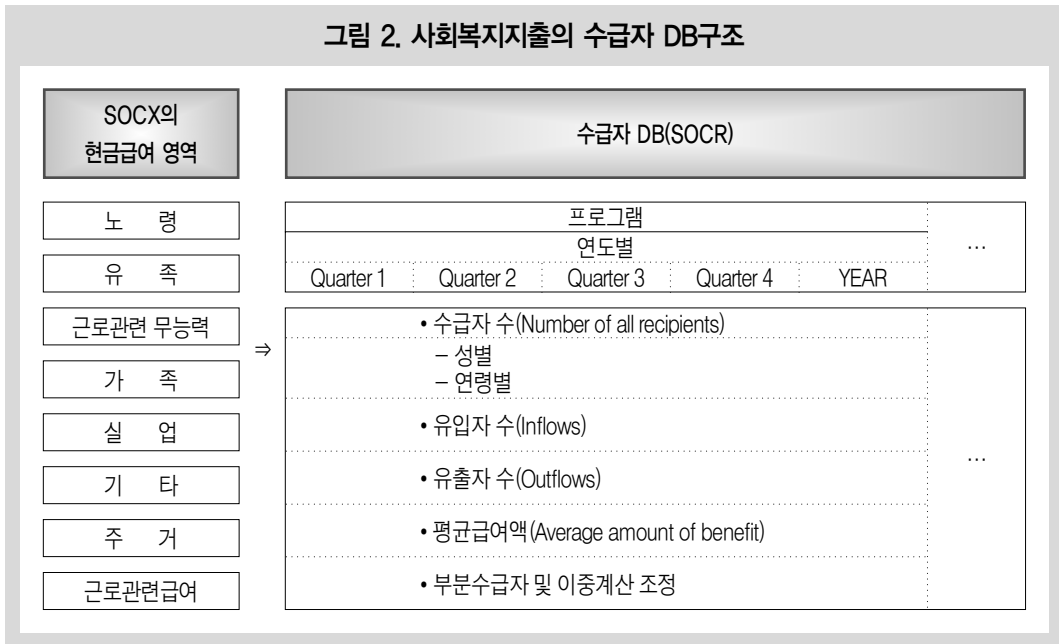 그림 2. 사회복지지출의 수급자 DB구조
SOCX의
현금급여 영역
노 령
유 족
근로관련 무능력
가 족
실 업
기 타
주 거
근로관련급여
⇒
수급자 DB(SOCR)
프로그램
연도별
Quarter 1 Quarter 2 Quarter 3 Quarter 4 YEAR
…
• 수급자 수(Number of all recipients)
– 성별
– 연령별
• 유입자 수(Inflows)
• 유출자 수(Outflows)
• 평균급여액(Average amount of benefit)
• 부분수급자 및 이중계산 조정
…